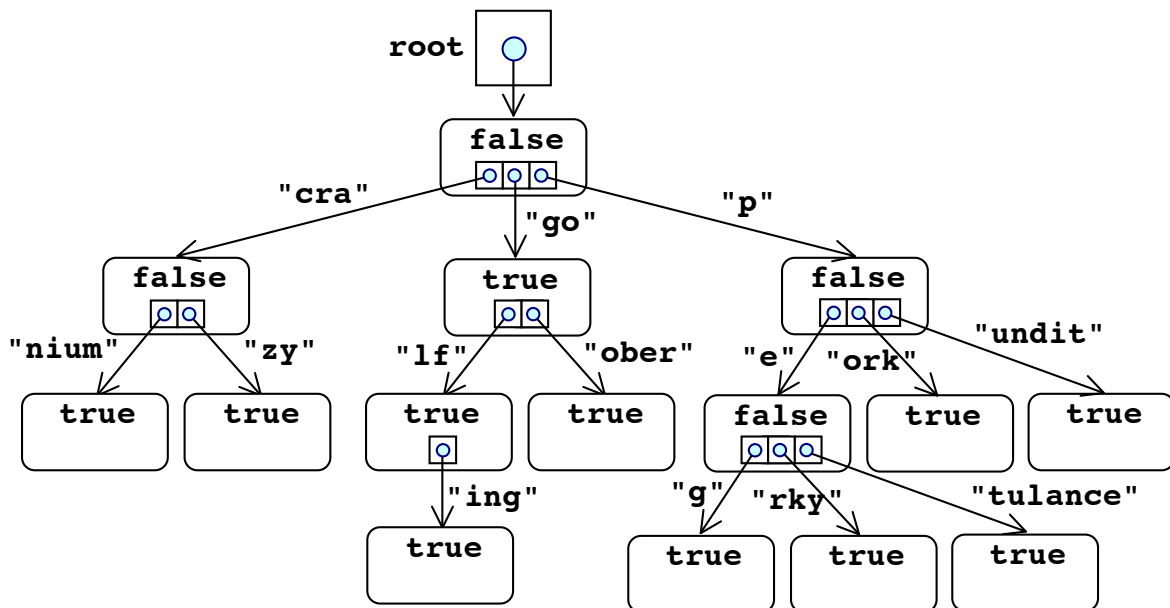 root
false
"cra" "go" "p"
false true false
"nium" "zy" "lf" "ober" "e" "ork" "undit"
true true true true false true true
"ing" "g" "rky" "tulance"
true true true true